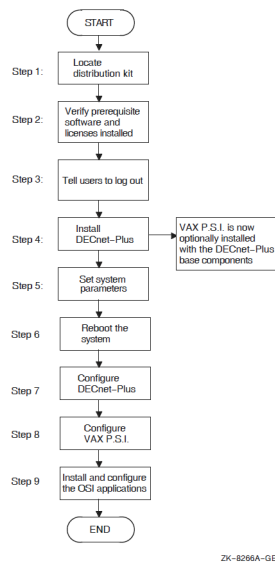 START
Step 1:
Locate
distribution kit
Step 2:
Verify prerequisite
software and
licenses installed
Step 3:
Tell users to log out
Step 4:
Install
DECnet-Plus
VAX P.S.I. is now
optionally installed
with the DECnet-Plus
base components
Step 5:
Set system
parameters
Step 6
Reboot the
system
Step 7
Configure
DECnet-Plus
Step 8
Configure
VAX P.S.I.
Step 9
Install and configure
the OSI applications
END
ZK-8266A-GE